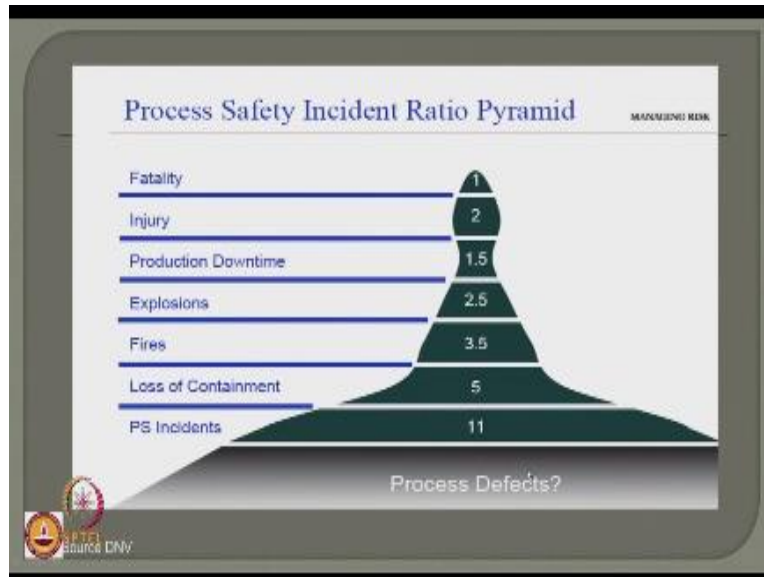 Process Safety Incident Ratio Pyramid
MANAGING RISK
Fatality
1
Injury
2
Production Downtime
1.5
Explosions
2.5
Fires
3.5
Loss of Containment
5
PS Incidents
11
Process Defects?
NPTEL
Source DNV